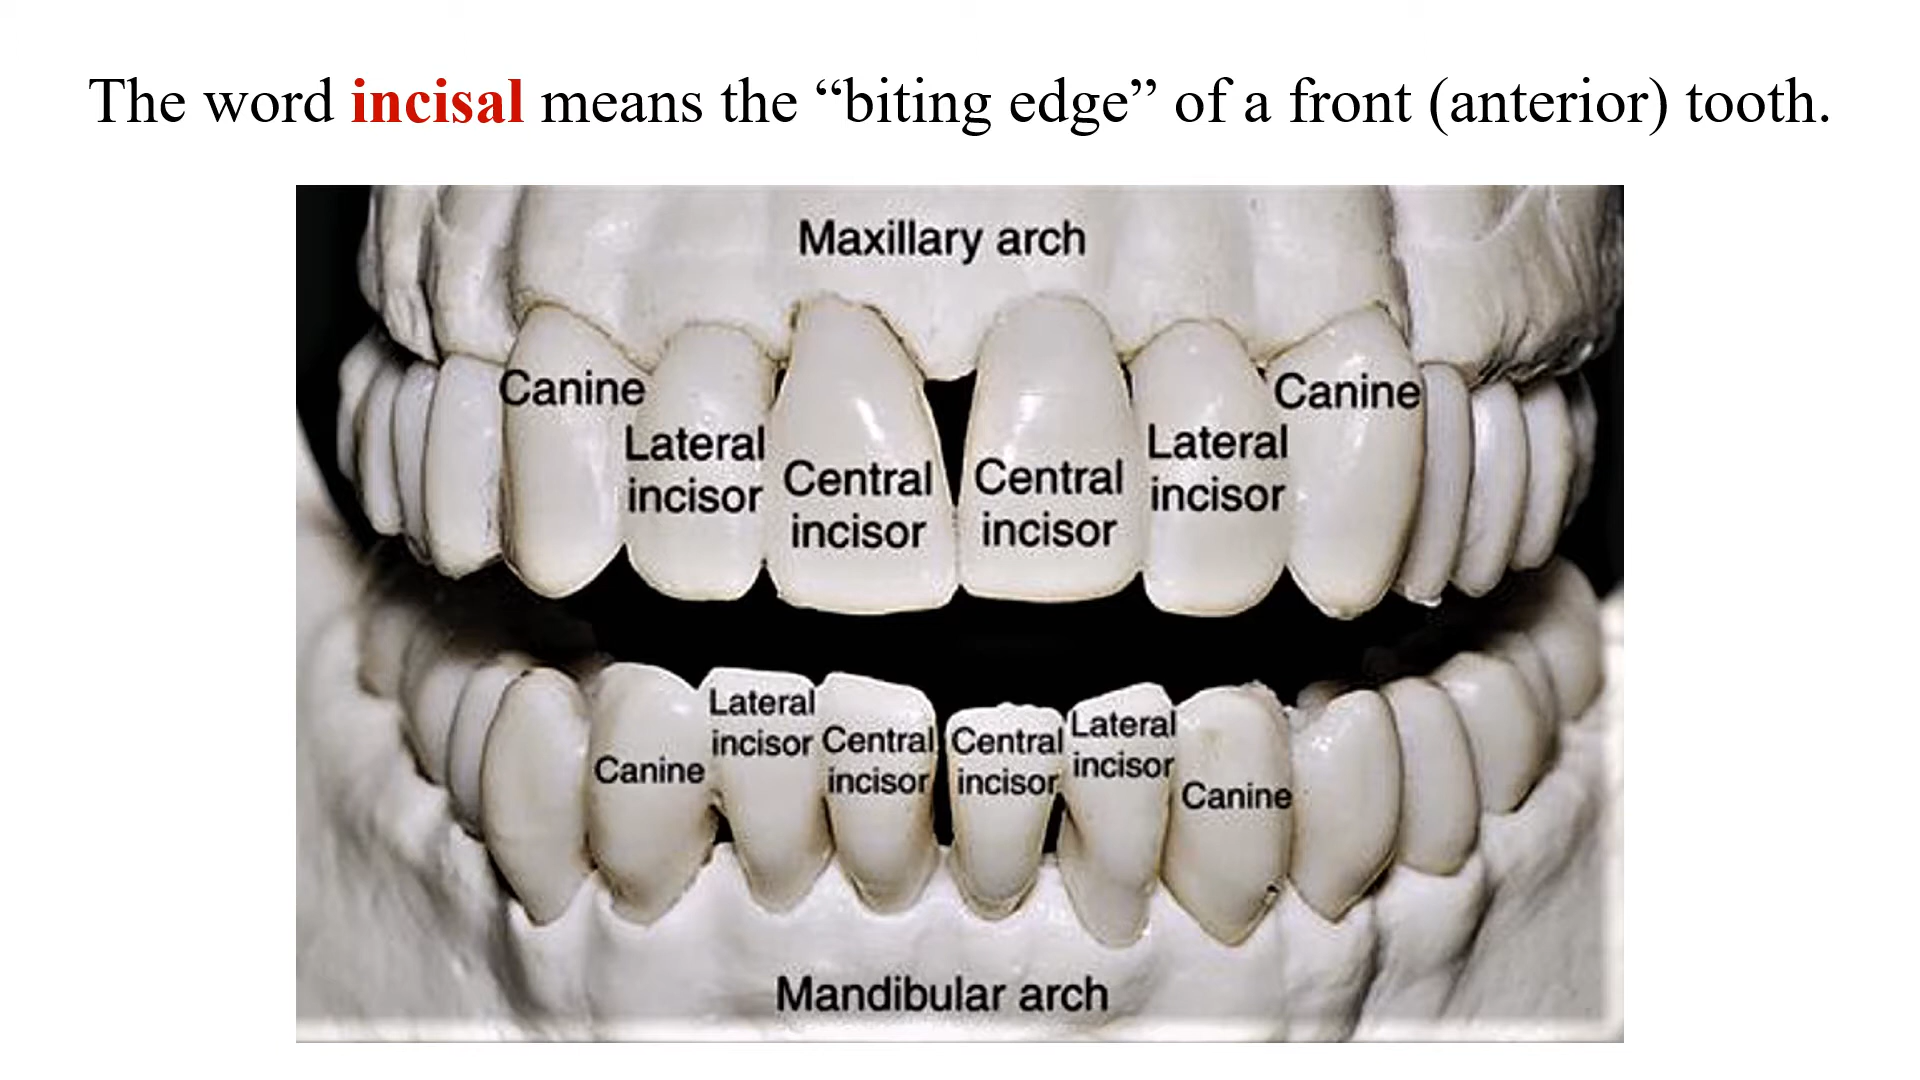 The word incisal means the “biting edge” of a front (anterior) tooth.
Maxillary arch
Canine
Lateral
incisor
Central
incisor
Central
incisor
Lateral
incisor
Canine
Canine
Lateral
incisor
Central
incisor
Central
incisor
Lateral
incisor
Canine
Mandibular arch